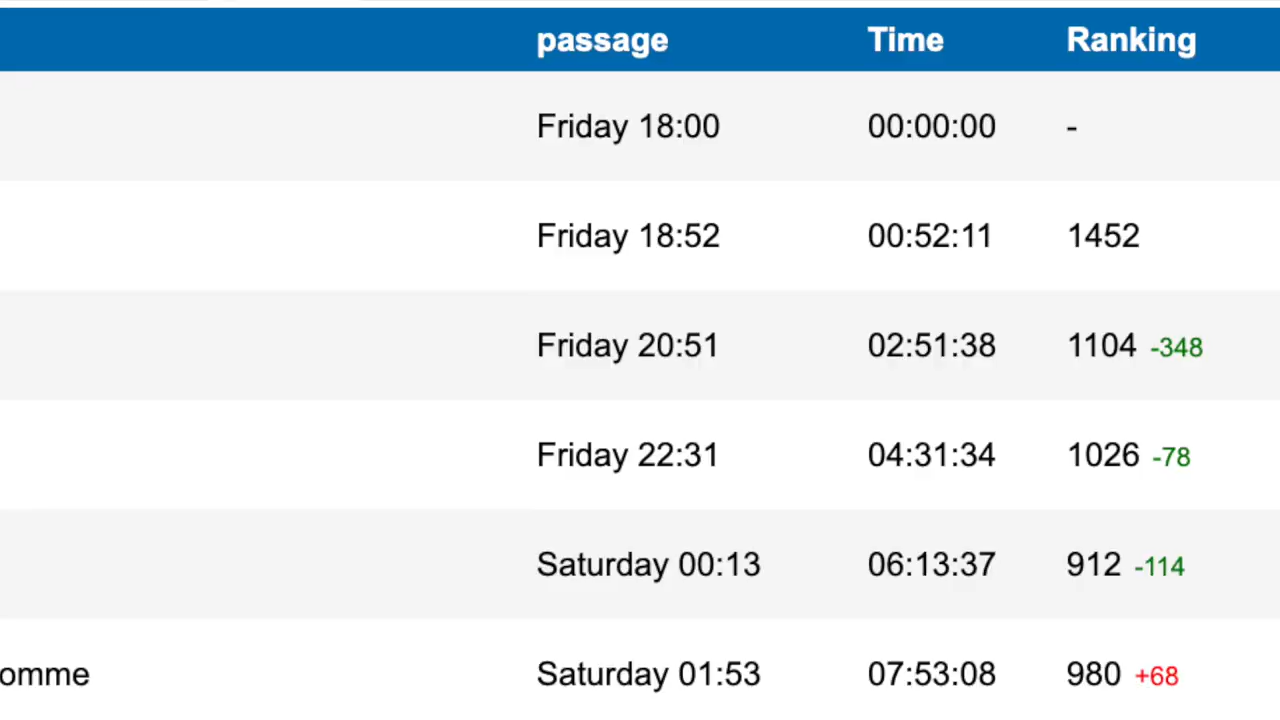 passage Time Ranking
Friday 18:00 00:00:00 -
Friday 18:52 00:52:11 1452
Friday 20:51 02:51:38 1104 -348
Friday 22:31 04:31:34 1026 -78
Saturday 00:13 06:13:37 912 -114
omme Saturday 01:53 07:53:08 980 +68